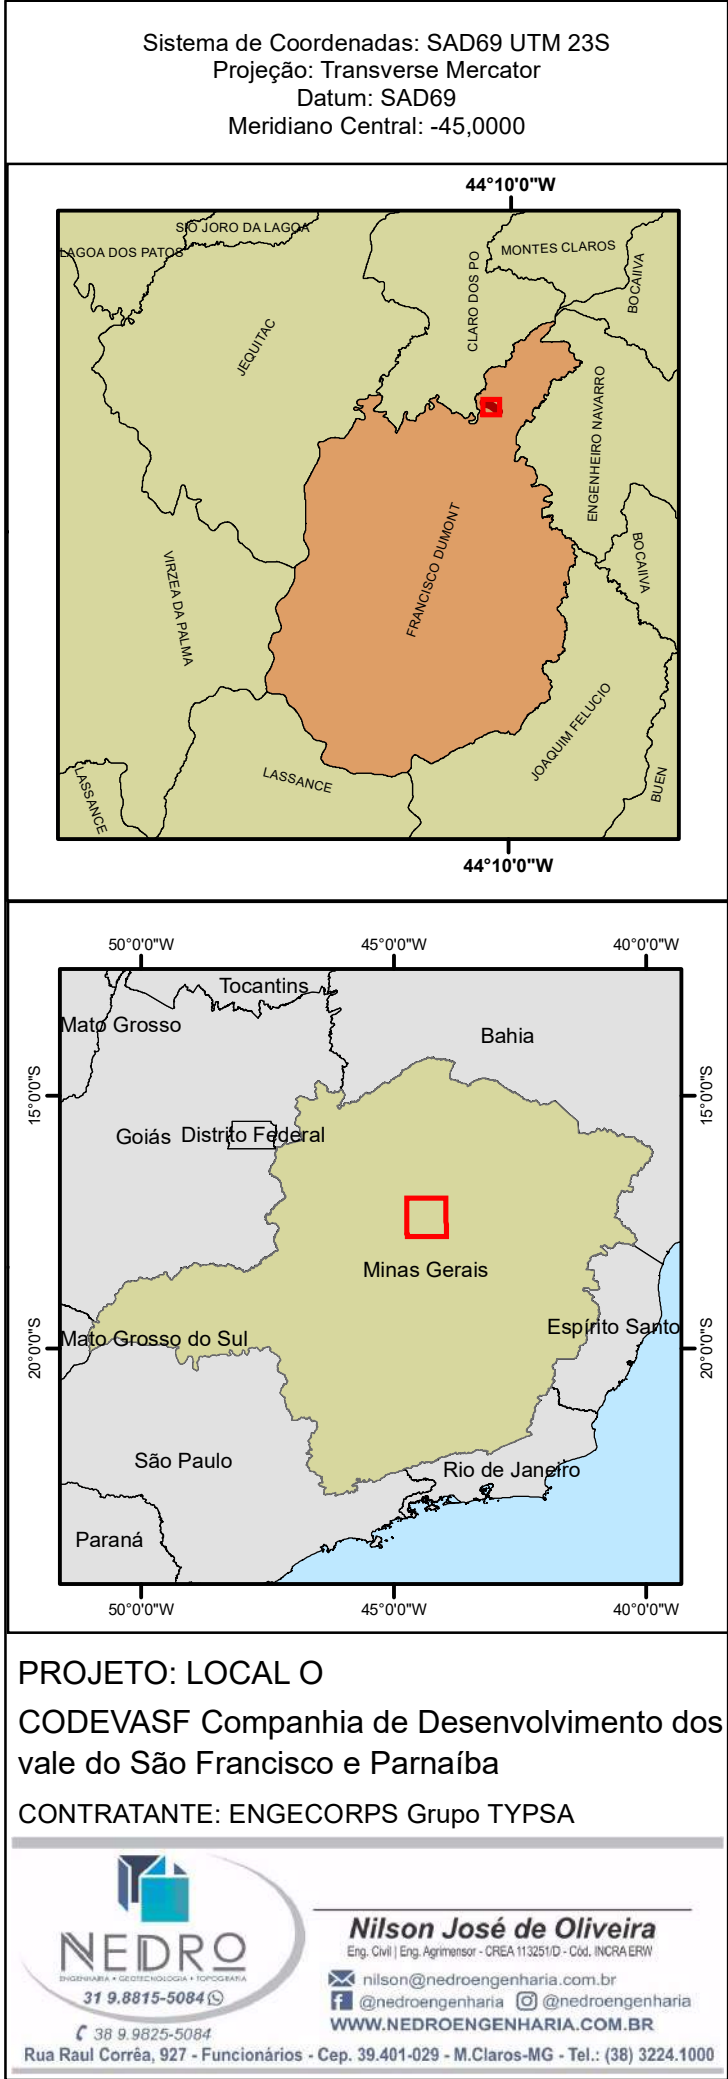 Sistema de Coordenadas: SAD69 UTM 23S
Projeção: Transverse Mercator
Datum: SAD69
Meridiano Central: -45,0000
44°10'0"W
SIO JORO DA LAGOA
LAGOA DOS PATOS
MONTES CLAROS
CLARO DOS PO
BOCAIIVA
JEQUITAC
ENGENHEIRO NAVARRO
FRANCISCO DUMONT
BOCAIIVA
VIRZEA DA PALMA
JOAQUIM FELUCIO
LASSANCE
LASSANCE
BUEN
44°10'0"W
50°0'0"W 45°0'0"W 40°0'0"W
Tocantins
Mato Grosso
Bahia
15°0'0"S 15°0'0"S
Goiás Distrito Federal
Minas Gerais
Espírito Santo
Mato Grosso do Sul
20°0'0"S 20°0'0"S
São Paulo
Rio de Janeiro
Paraná
50°0'0"W 45°0'0"W 40°0'0"W
PROJETO: LOCAL O
CODEVASF Companhia de Desenvolvimento dos
vale do São Francisco e Parnaíba
CONTRATANTE: ENGECORPS Grupo TYPSA
NEDRO
ENGENHARIA • GEOTECNOLOGIA • TOPOGRAFIA
31 9.8815-5084
38 9.9825-5084
Nilson José de Oliveira
Eng. Civil | Eng. Agrimensor - CREA 113251/D - Cód. INCRA ERW
nilson@nedroengenharia.com.br
@nedroengenharia @nedroengenharia
WWW.NEDROENGENHARIA.COM.BR
Rua Raul Corrêa, 927 - Funcionários - Cep. 39.401-029 - M.Claros-MG - Tel.: (38) 3224.1000